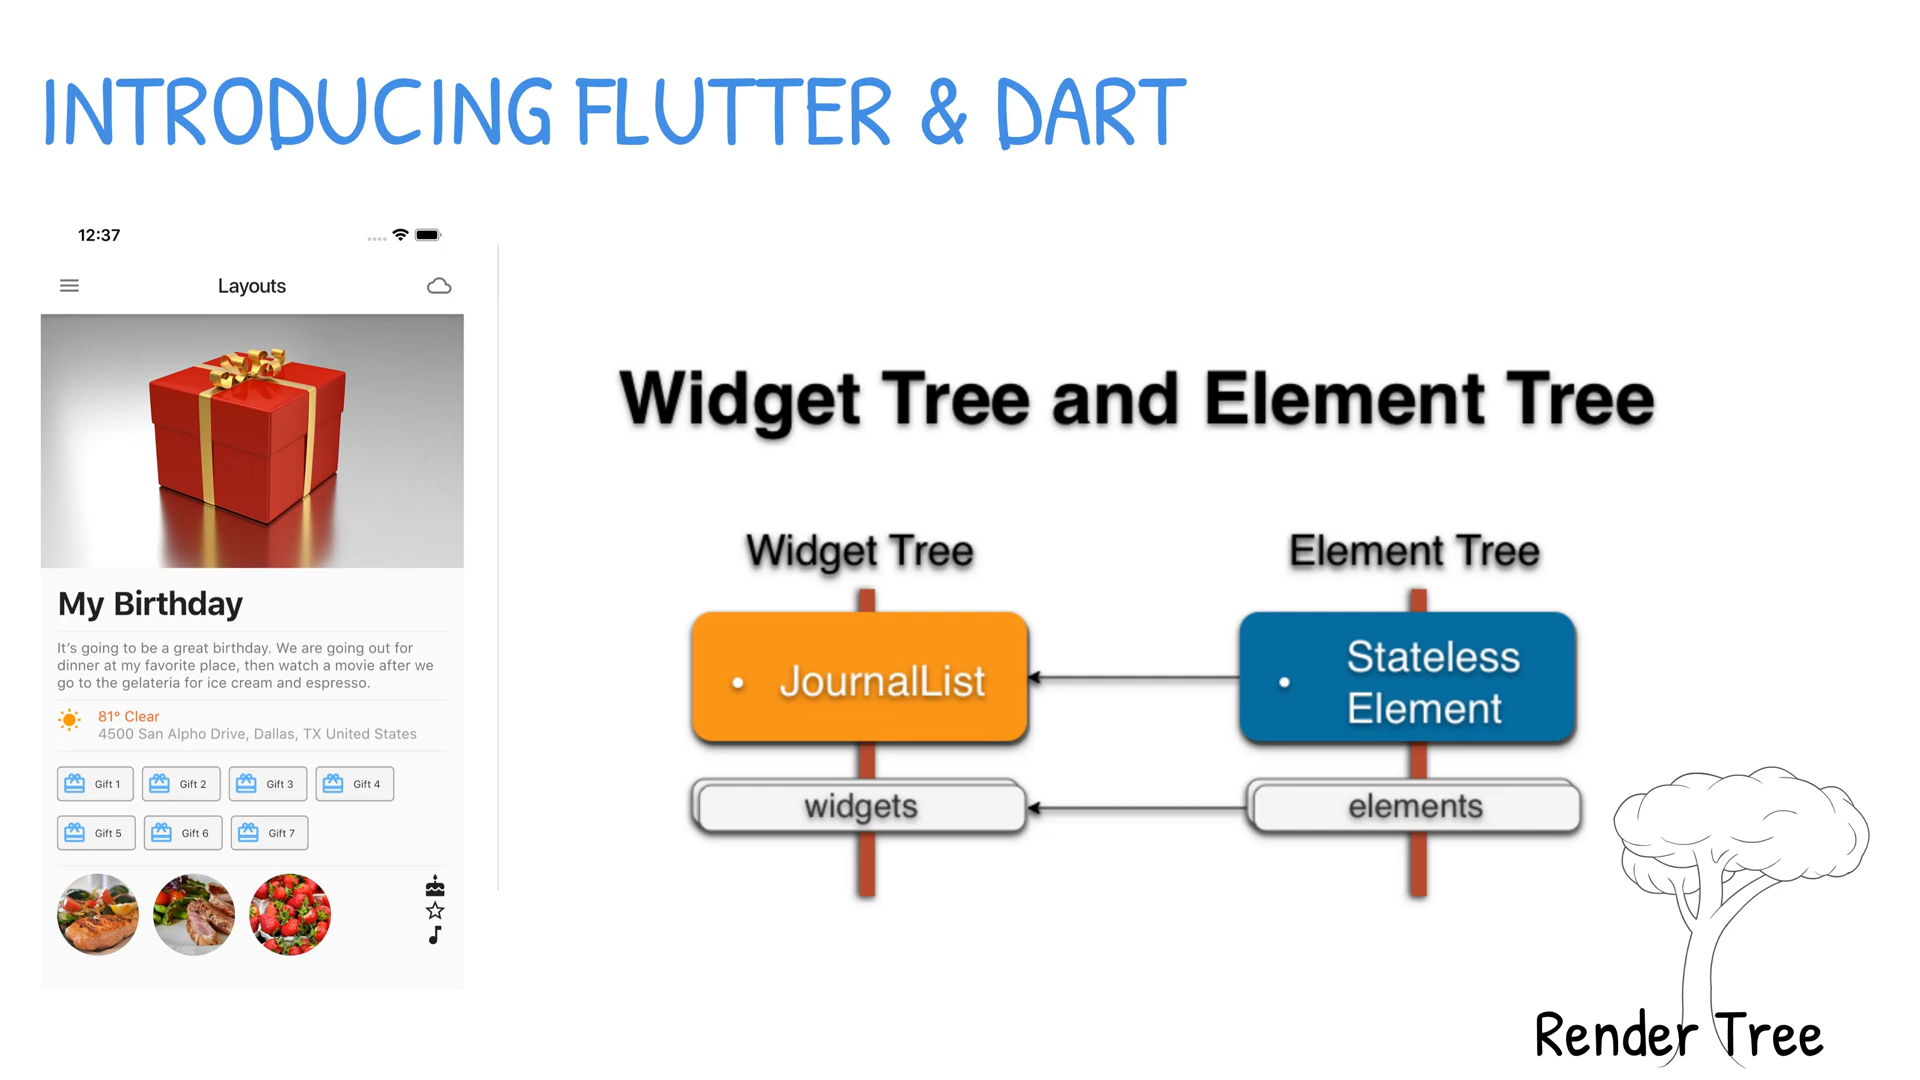 INTRODUCING FLUTTER & DART
12:37
Layouts
My Birthday
It's going to be a great birthday. We are going out for
dinner at my favorite place, then watch a movie after we
go to the gelateria for ice cream and espresso.
81° Clear
4500 San Alpho Drive, Dallas, TX United States
Gift 1
Gift 2
Gift 3
Gift 4
Gift 5
Gift 6
Gift 7
Widget Tree and Element Tree
Widget Tree
Element Tree
• JournalList
• Stateless
Element
widgets
elements
Render Tree